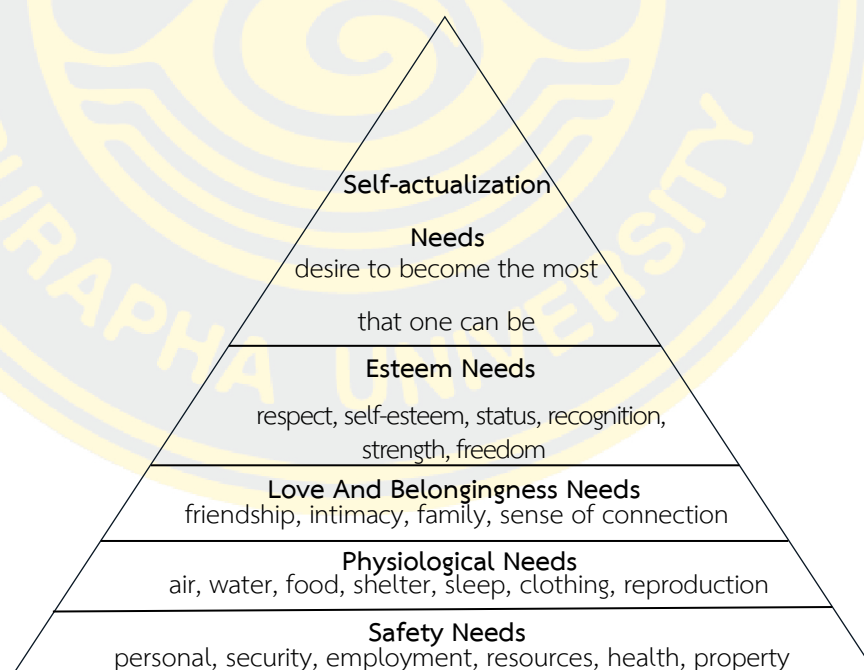 Self-actualization
Needs
desire to become the most
that one can be
Esteem Needs
respect, self-esteem, status, recognition,
strength, freedom
Love And Belongingness Needs
friendship, intimacy, family, sense of connection
Physiological Needs
air, water, food, shelter, sleep, clothing, reproduction
Safety Needs
personal, security, employment, resources, health, property
URAPHA UNIVERSITY